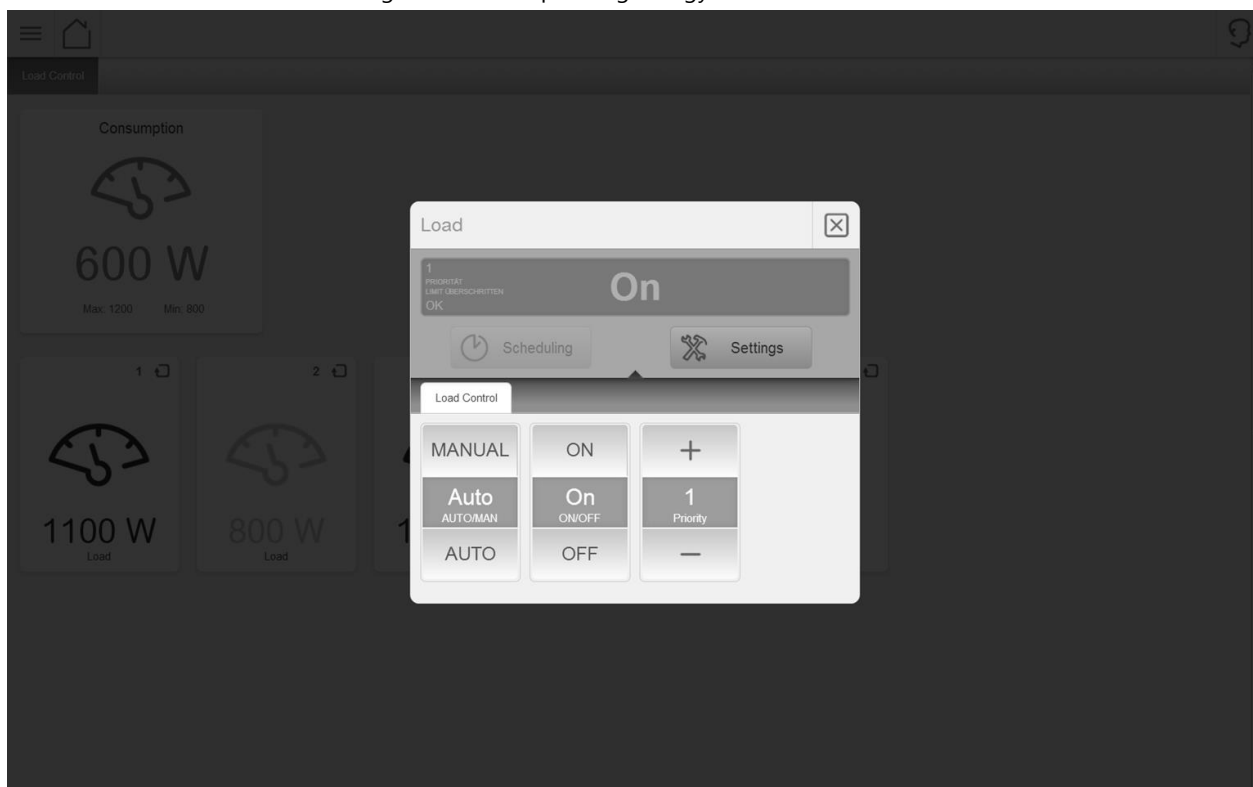 Load Control
Consumption
600 W
Max: 1200 Min: 800
1
2
1100 W
Load
800 W
Load
1
Load
1
PRIORITÄT
LIMIT ÜBERSCHRITTEN
OK
On
Scheduling
Settings
Load Control
MANUAL
ON
+
Auto
AUTO/MAN
On
ON/OFF
1
Priority
AUTO
OFF
—